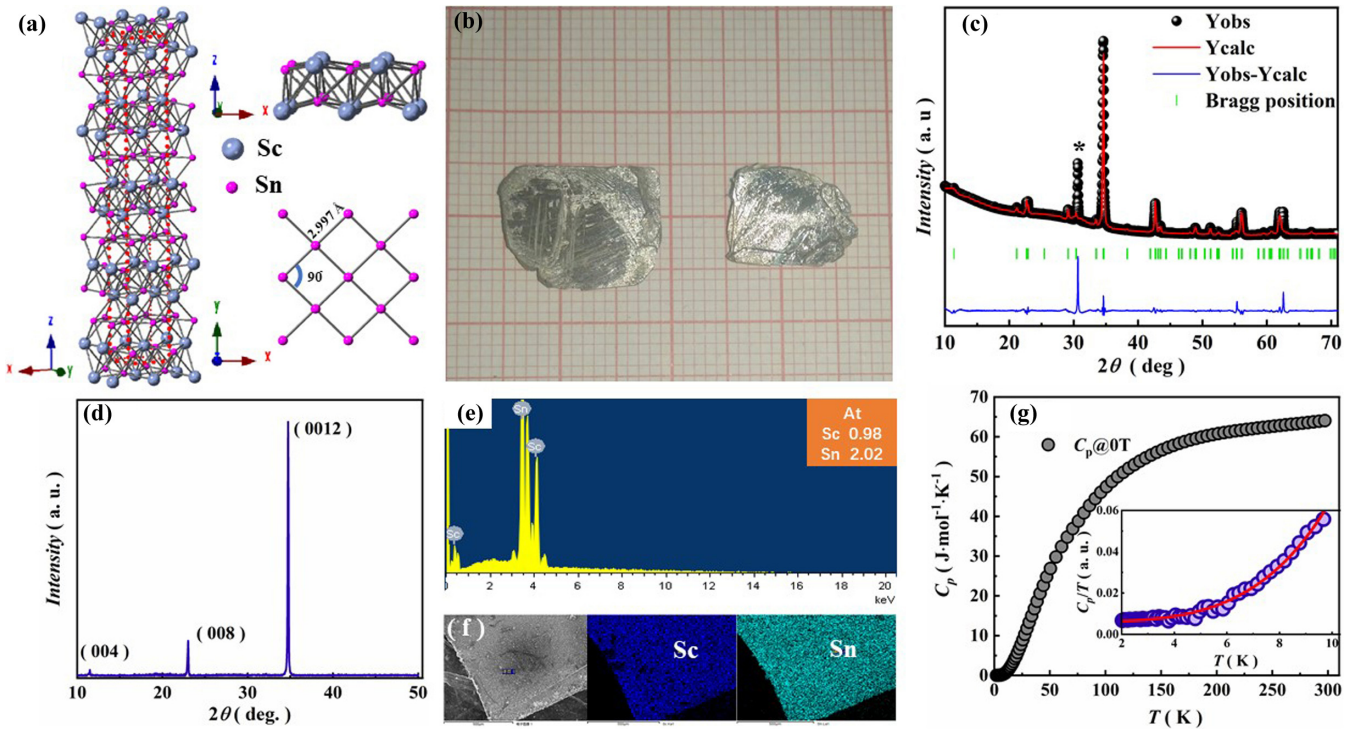 (a)
Z
Y
X
Sc
Sn
2.997 Å
90°
Z
X
Y
Y
X
(b)
(c)
Yobs
Ycalc
Yobs-Ycalc
Bragg position
*
Intensity ( a. u )
10 20 30 40 50 60 70
2θ ( deg )
(d)
( 004 )
( 008 )
( 0012 )
Intensity ( a. u. )
10 20 30 40 50
2θ ( deg. )
(e)
Sn
Sc
Sc
At
Sc 0.98
Sn 2.02
2 4 6 8 10 12 14 16 18 20
keV
( f )
Sc
Sn
(g)
Cp@0T
70
60
50
40
30
20
10
0
Cp ( J·mol⁻¹·K⁻¹ )
0 50 100 150 200 250 300
T ( K )
0.06
0.04
0.02
0.00
Cp/T ( a. u. )
2 4 6 8 10
T ( K )